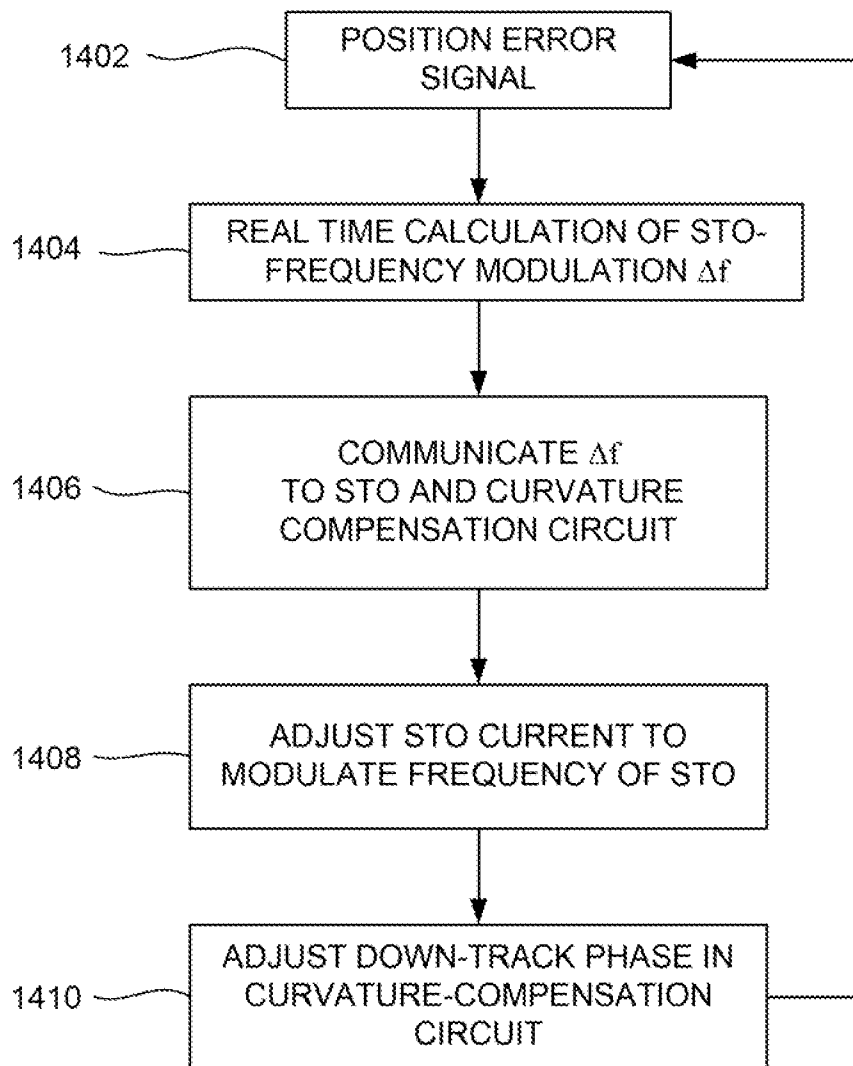 1402
POSITION ERROR
SIGNAL
1404
REAL TIME CALCULATION OF STO-
FREQUENCY MODULATION Δf
1406
COMMUNICATE Δf
TO STO AND CURVATURE
COMPENSATION CIRCUIT
1408
ADJUST STO CURRENT TO
MODULATE FREQUENCY OF STO
1410
ADJUST DOWN-TRACK PHASE IN
CURVATURE-COMPENSATION
CIRCUIT